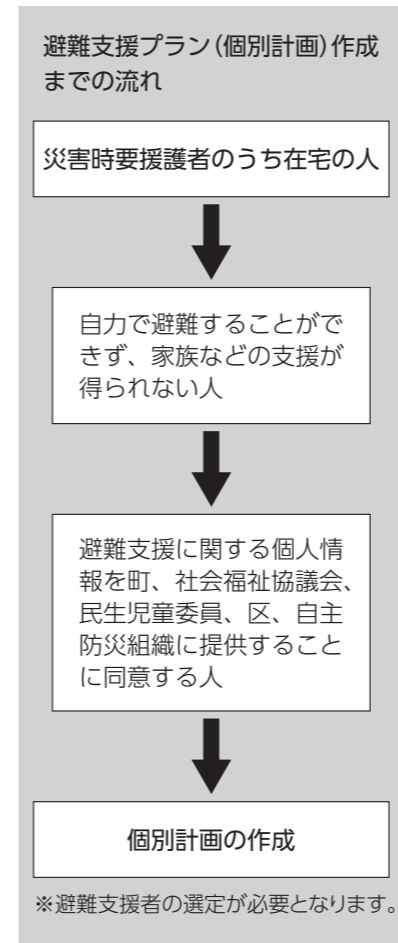 避難支援プラン(個別計画)作成
までの流れ
災害時要援護者のうち在宅の人
自力で避難することがで
きず、家族などの支援が
得られない人
避難支援に関する個人情
報を町、社会福祉協議会、
民生児童委員、区、自主
防災組織に提供すること
に同意する人
個別計画の作成
※避難支援者の選定が必要となります。